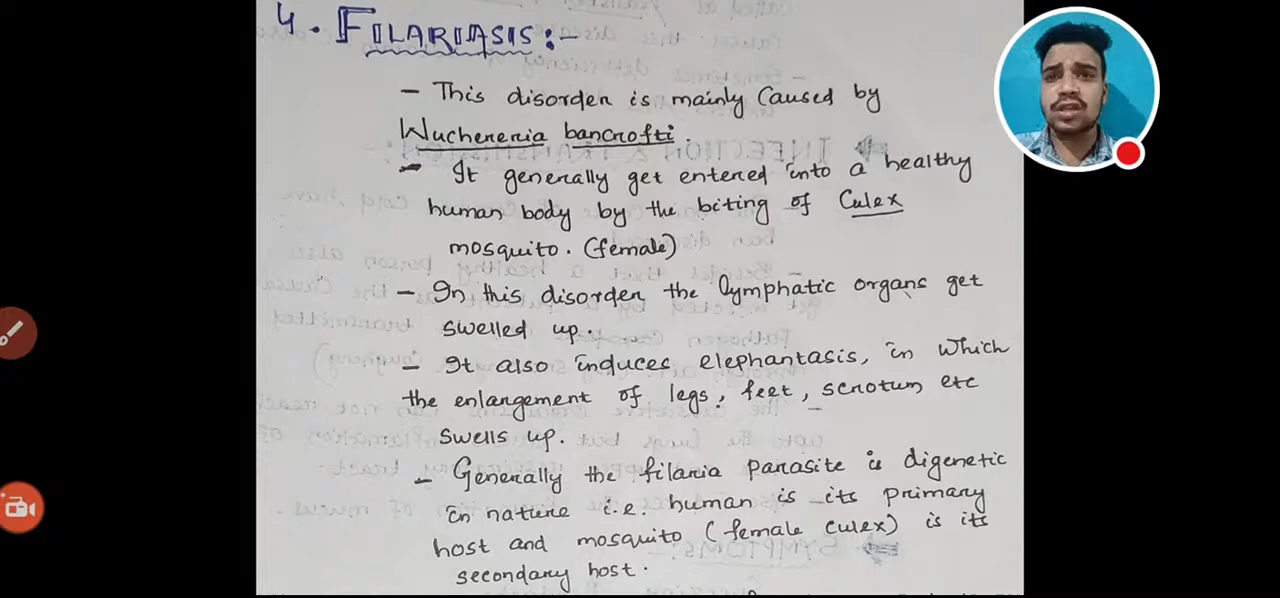 4. FILARIASIS:-
- This disorder is mainly caused by
Wuchereria bancrofti.
- It generally get entered into a healthy
human body by the biting of Culex
mosquito. (female)
- In this disorder the lymphatic organs get
swelled up.
- It also induces elephantasis, in which
the enlargement of legs, feet, scrotum etc
swells up.
- Generally the filaria parasite is digenetic
in nature i.e. human is its primary
host and mosquito (female culex) is its
secondary host.